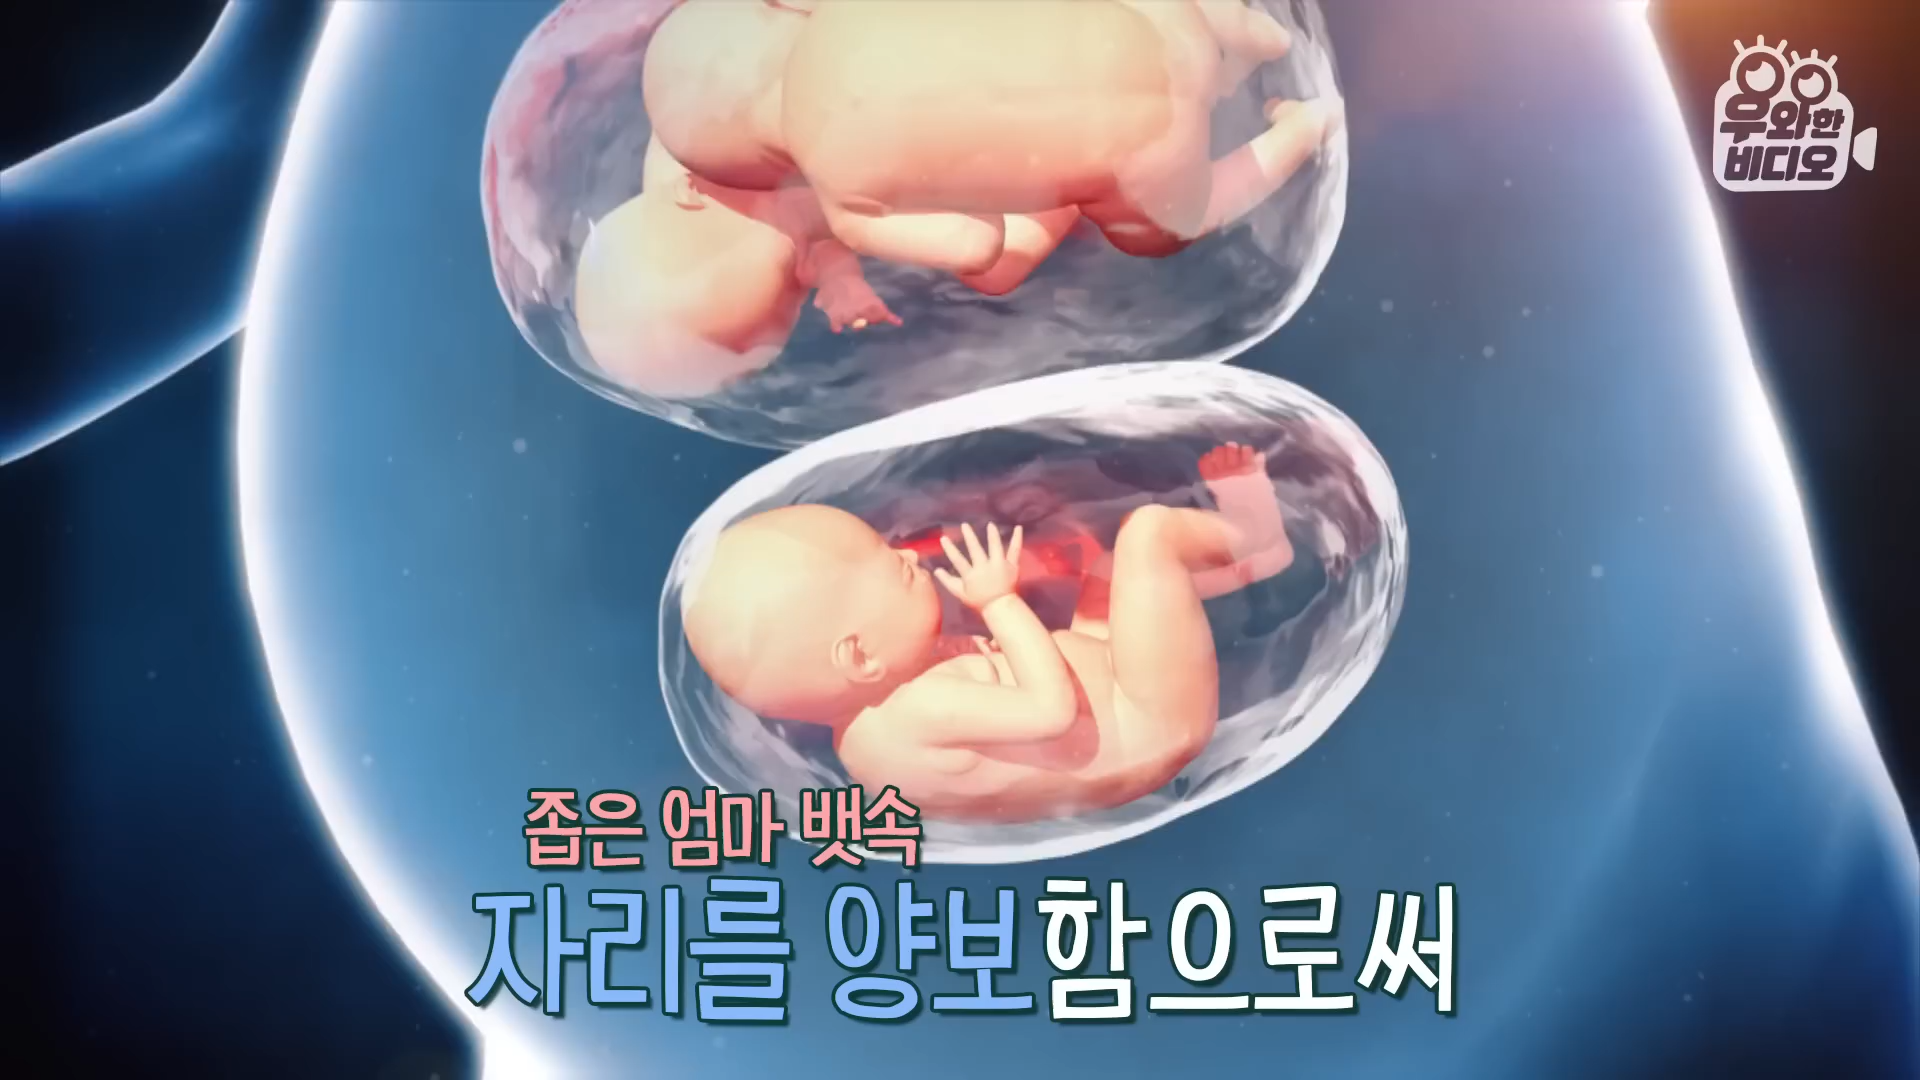 우와한
비디오
좁은 엄마 뱃속
자리를 양보함으로써